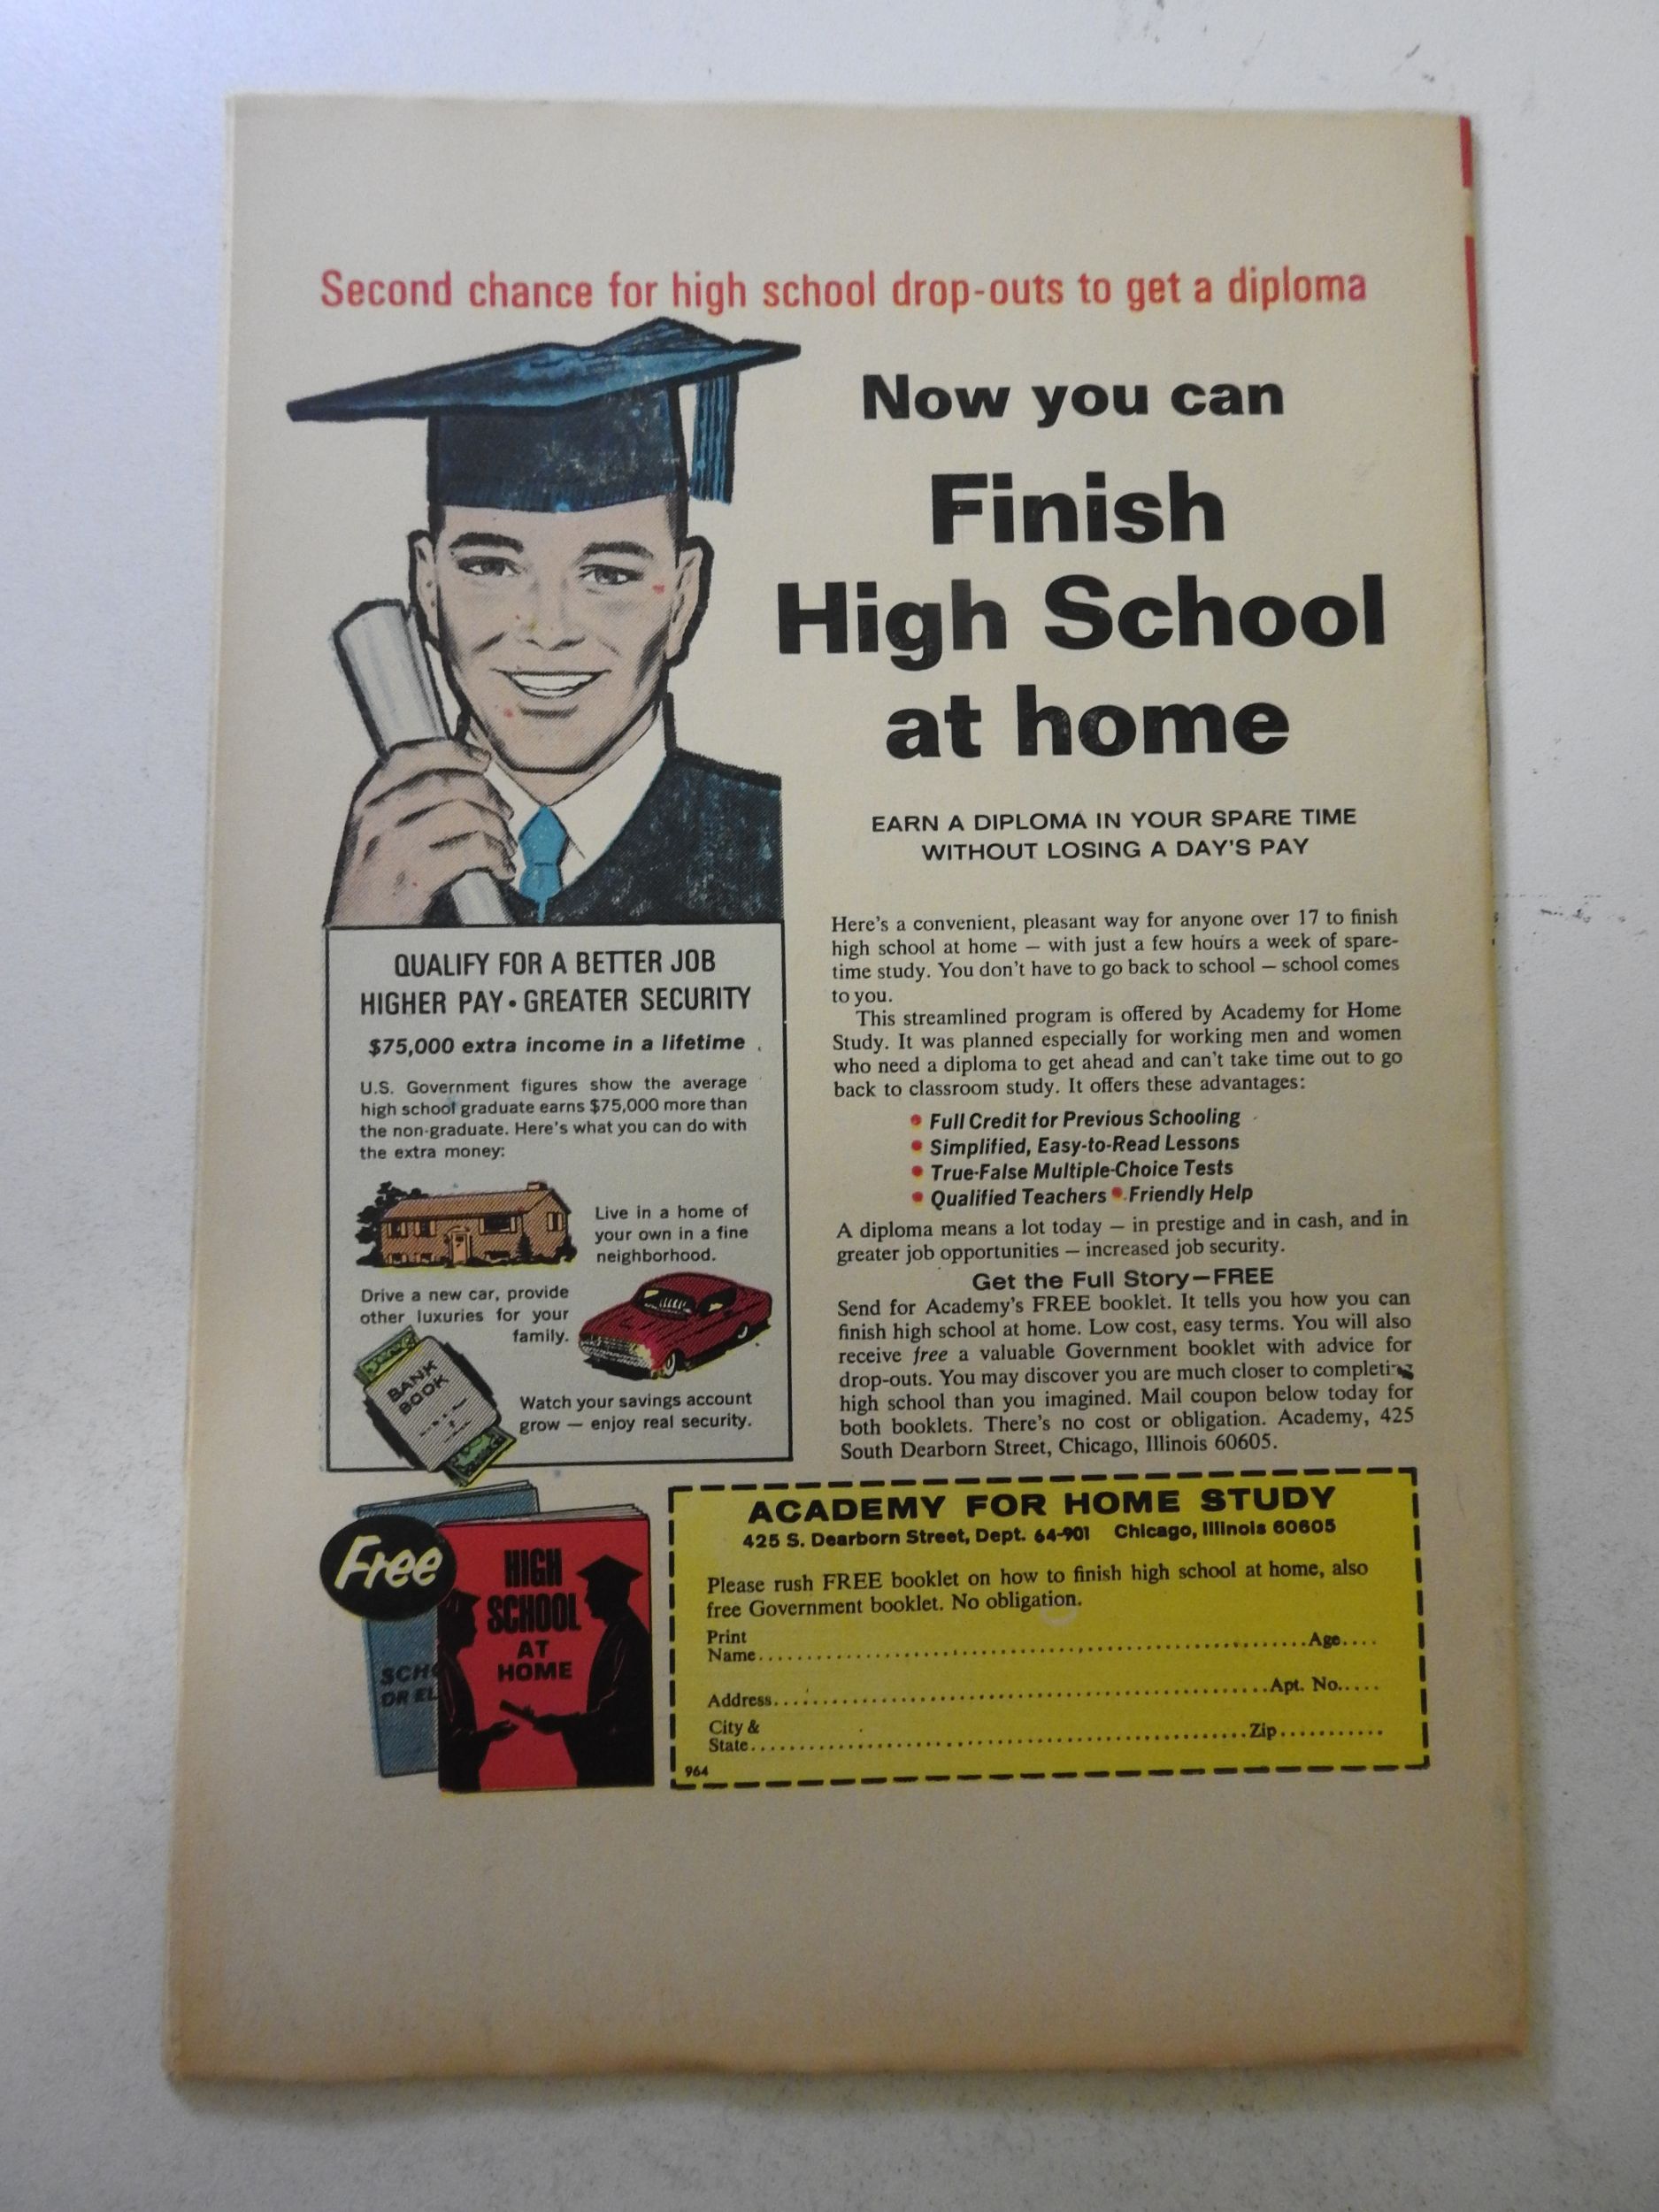 Second chance for high school drop-outs to get a diploma
Now you can
Finish
High School
at home
EARN A DIPLOMA IN YOUR SPARE TIME
WITHOUT LOSING A DAY'S PAY
QUALIFY FOR A BETTER JOB
HIGHER PAY • GREATER SECURITY
$75,000 extra income in a lifetime
U.S. Government figures show the average
high school graduate earns $75,000 more than
the non-graduate. Here's what you can do with
the extra money:
Live in a home of
your own in a fine
neighborhood.
Drive a new car, provide
other luxuries for your
family.
BANK
BOOK
Watch your savings account
grow — enjoy real security.
Here's a convenient, pleasant way for anyone over 17 to finish
high school at home — with just a few hours a week of spare-
time study. You don't have to go back to school — school comes
to you.
This streamlined program is offered by Academy for Home
Study. It was planned especially for working men and women
who need a diploma to get ahead and can't take time out to go
back to classroom study. It offers these advantages:
• Full Credit for Previous Schooling
• Simplified, Easy-to-Read Lessons
• True-False Multiple-Choice Tests
• Qualified Teachers • Friendly Help
A diploma means a lot today — in prestige and in cash, and in
greater job opportunities — increased job security.
Get the Full Story—FREE
Send for Academy's FREE booklet. It tells you how you can
finish high school at home. Low cost, easy terms. You will also
receive free a valuable Government booklet with advice for
drop-outs. You may discover you are much closer to completing
high school than you imagined. Mail coupon below today for
both booklets. There's no cost or obligation. Academy, 425
South Dearborn Street, Chicago, Illinois 60605.
Free
SCHO
OR EL
HIGH
SCHOOL
AT
HOME
ACADEMY FOR HOME STUDY
425 S. Dearborn Street, Dept. 64-901 Chicago, Illinois 60605
Please rush FREE booklet on how to finish high school at home, also
free Government booklet. No obligation.
Print
Name.....Age....
Address.....Apt. No.....
City &
State.....Zip...........
964